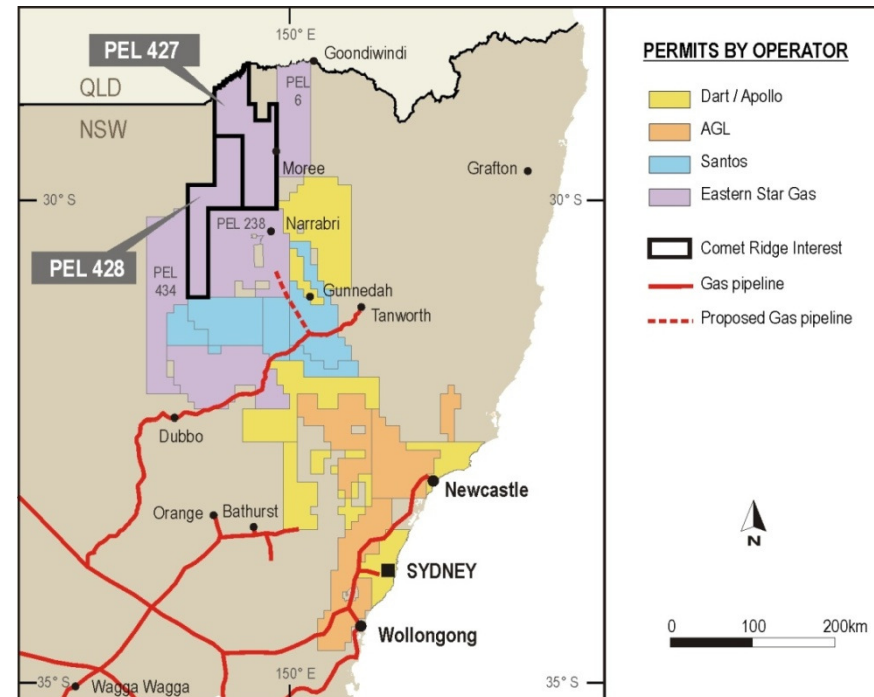 150° E
Goondiwindi
PEL 427
QLD
NSW
PEL
6
Moree
Grafton
30° S
30° S
PEL 238
Narrabri
PEL 428
PEL
434
Gunnedah
Tanworth
Dubbo
Newcastle
Orange
Bathurst
SYDNEY
Wollongong
150° E
35° S
Wagga Wagga
PERMITS BY OPERATOR
Dart / Apollo
AGL
Santos
Eastern Star Gas
Comet Ridge Interest
Gas pipeline
Proposed Gas pipeline
N
0 100 200km